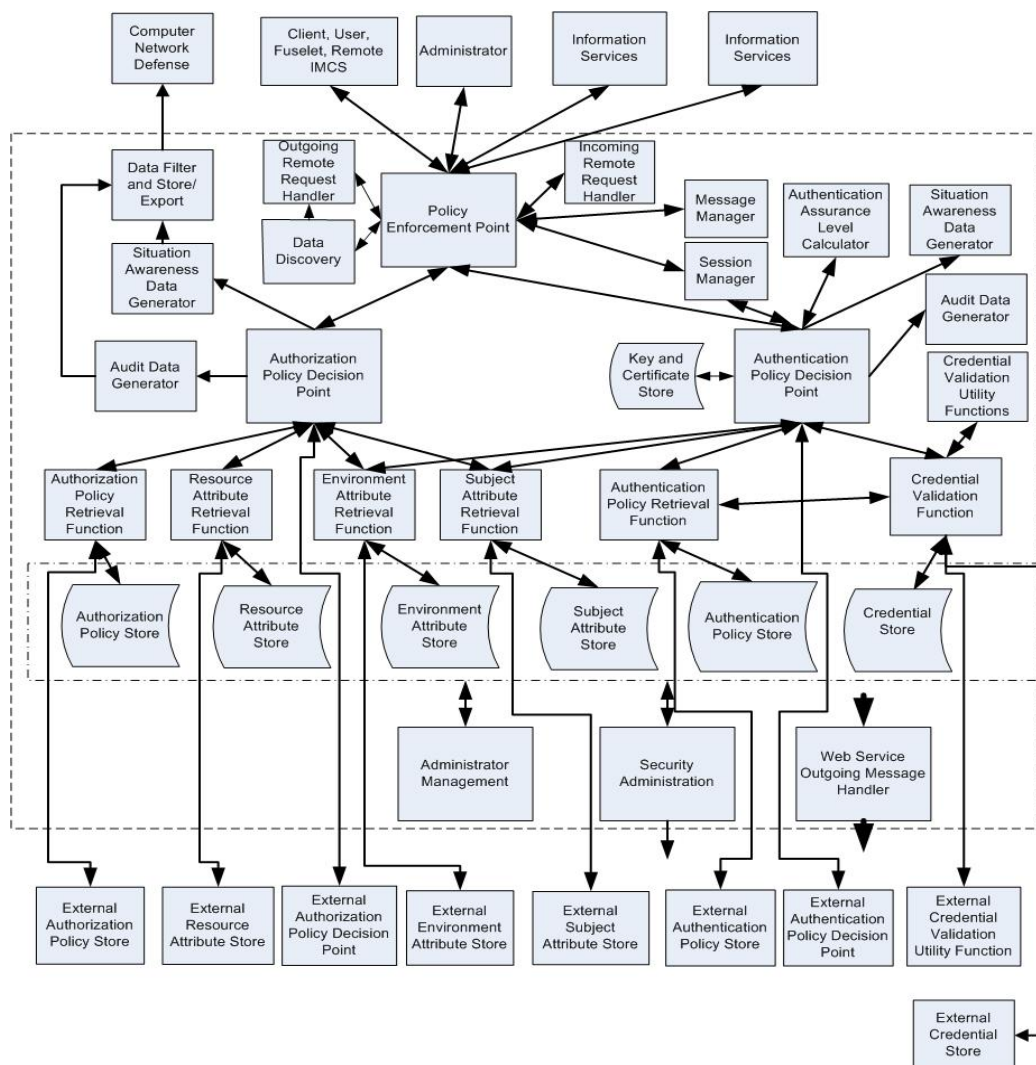 Computer
Network
Defense
Client, User,
Fuselet, Remote
IMCS
Administrator
Information
Services
Information
Services
Data Filter
and Store/
Export
Outgoing
Remote
Request
Handler
Policy
Enforcement Point
Incoming
Remote
Request
Handler
Message
Manager
Authentication
Assurance
Level
Calculator
Situation
Awareness
Data
Generator
Situation
Awareness
Data
Generator
Data
Discovery
Session
Manager
Audit Data
Generator
Audit Data
Generator
Authorization
Policy Decision
Point
Key and
Certificate
Store
Authentication
Policy Decision
Point
Credential
Validation
Utility
Functions
Authorization
Policy
Retrieval
Function
Resource
Attribute
Retrieval
Function
Environment
Attribute
Retrieval
Function
Subject
Attribute
Retrieval
Function
Authentication
Policy Retrieval
Function
Credential
Validation
Function
Authorization
Policy Store
Resource
Attribute
Store
Environment
Attribute
Store
Subject
Attribute
Store
Authentication
Policy Store
Credential
Store
Administrator
Management
Security
Administration
Web Service
Outgoing Message
Handler
External
Authorization
Policy Store
External
Resource
Attribute Store
External
Authorization
Policy Decision
Point
External
Environment
Attribute Store
External
Subject
Attribute Store
External
Authentication
Policy Store
External
Authentication
Policy Decision
Point
External
Credential
Validation
Utility Function
External
Credential
Store